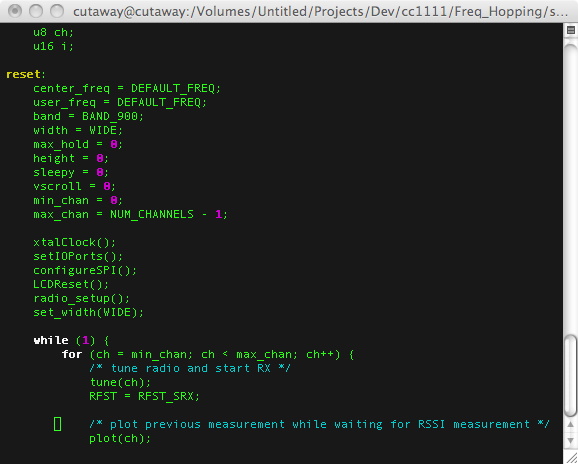 cutaway@cutaway:/Volumes/Untitled/Projects/Dev/cc1111/Freq_Hopping/s...
u8 ch;
u16 i;
reset:
center_freq = DEFAULT_FREQ;
user_freq = DEFAULT_FREQ;
band = BAND_900;
width = WIDE;
max_hold = 0;
height = 0;
sleepy = 0;
vscroll = 0;
min_chan = 0;
max_chan = NUM_CHANNELS - 1;
xtalClock();
setIOPorts();
configureSPI();
LCDReset();
radio_setup();
set_width(WIDE);
while (1) {
for (ch = min_chan; ch < max_chan; ch++) {
/* tune radio and start RX */
tune(ch);
RFST = RFST_SRX;
/* plot previous measurement while waiting for RSSI measurement */
plot(ch);